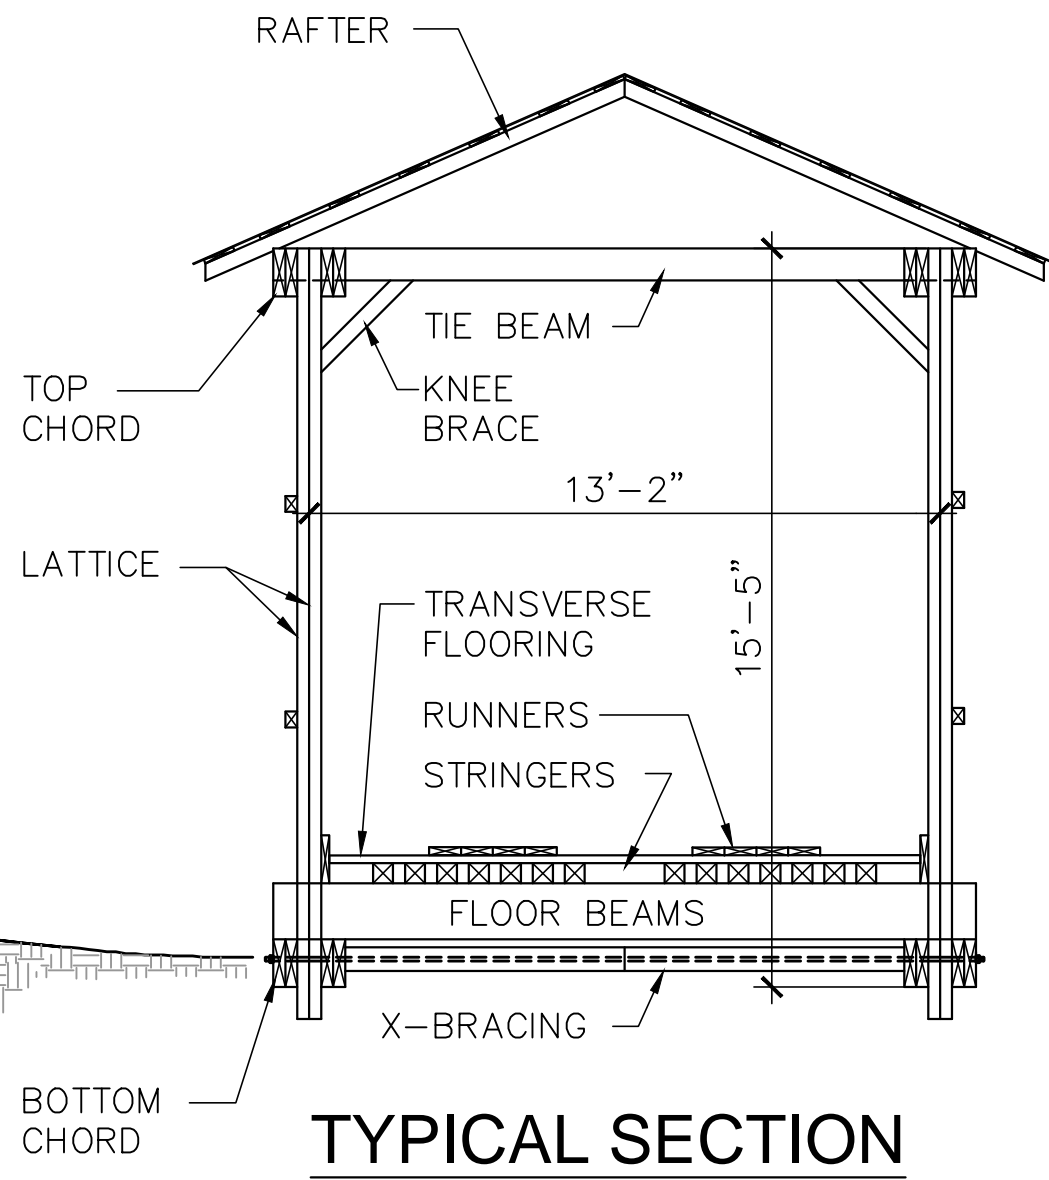 RAFTER
TIE BEAM
TOP
CHORD
KNEE
BRACE
13'-2"
LATTICE
15'-5"
TRANSVERSE
FLOORING
RUNNERS
STRINGERS
FLOOR BEAMS
X-BRACING
BOTTOM
CHORD
TYPICAL SECTION